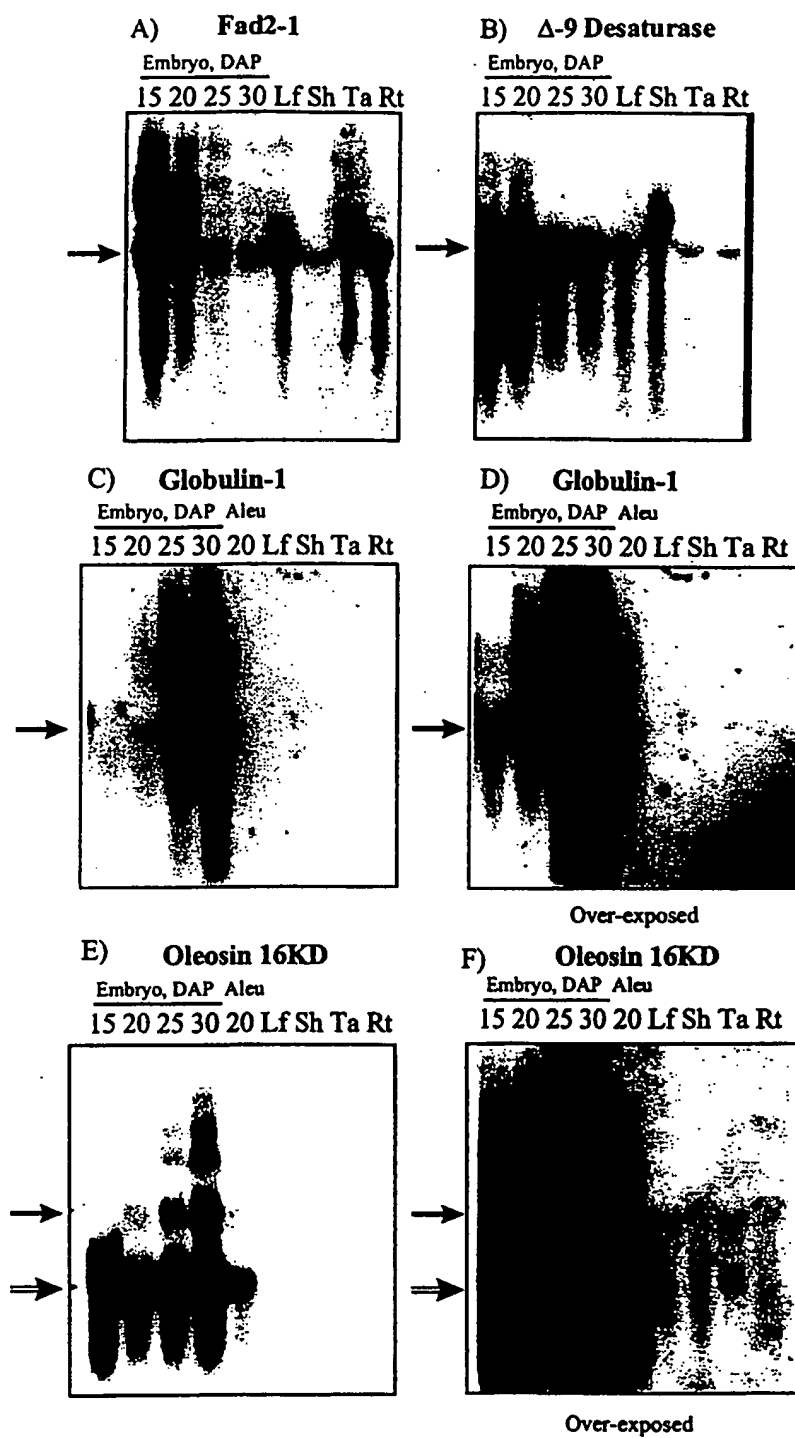 A) Fad2-1
Embryo, DAP
15 20 25 30 Lf Sh Ta Rt
B) Δ-9 Desaturase
Embryo, DAP
15 20 25 30 Lf Sh Ta Rt
C) Globulin-1
Embryo, DAP Aleu
15 20 25 30 20 Lf Sh Ta Rt
D) Globulin-1
Embryo, DAP Aleu
15 20 25 30 20 Lf Sh Ta Rt
Over-exposed
E) Oleosin 16KD
Embryo, DAP Aleu
15 20 25 30 20 Lf Sh Ta Rt
F) Oleosin 16KD
Embryo, DAP Aleu
15 20 25 30 20 Lf Sh Ta Rt
Over-exposed